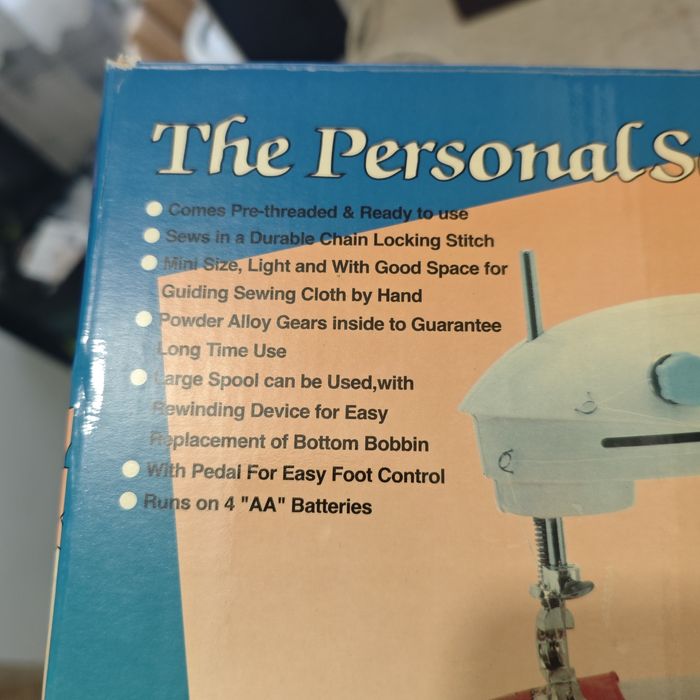 The Personal
Comes Pre-threaded & Ready to use
Sews in a Durable Chain Locking Stitch
Mini Size, Light and With Good Space for
Guiding Sewing Cloth by Hand
Powder Alloy Gears inside to Guarantee
Long Time Use
Large Spool can be Used,with
Rewinding Device for Easy
Replacement of Bottom Bobbin
With Pedal For Easy Foot Control
Runs on 4 "AA" Batteries